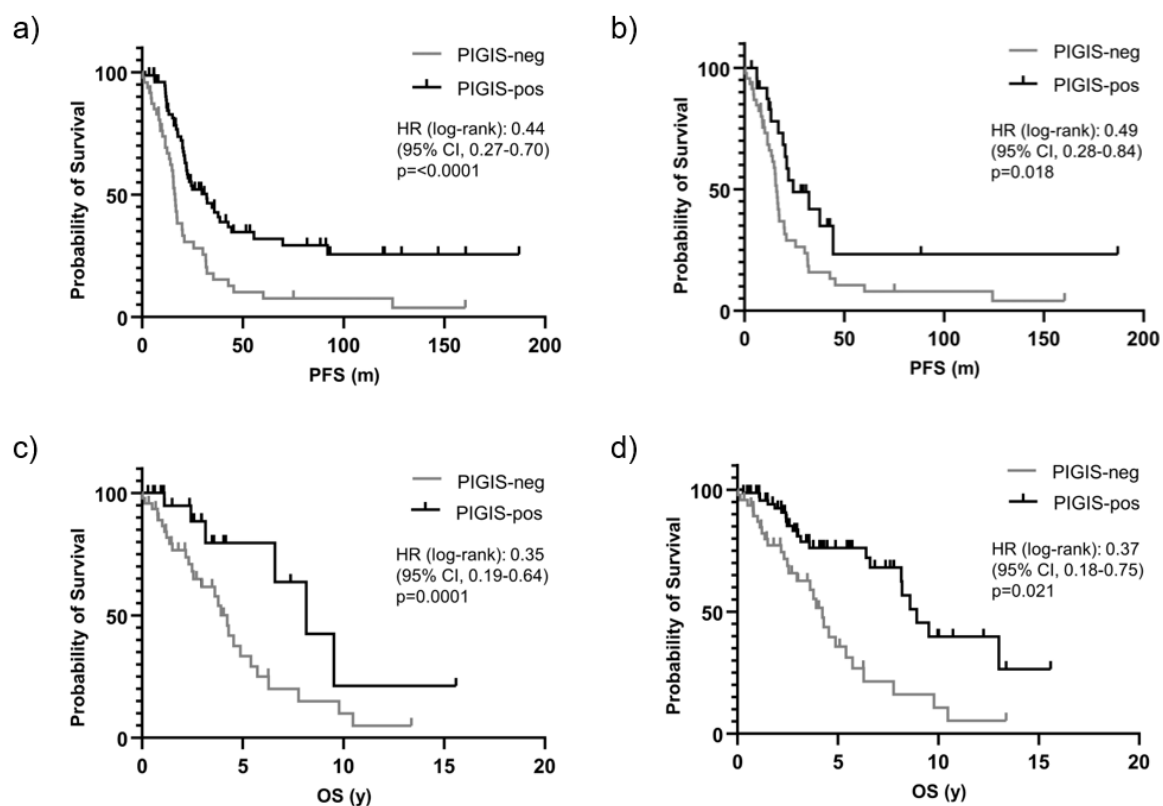 a)
PIGIS-neg
PIGIS-pos
HR (log-rank): 0.44
(95% CI, 0.27-0.70)
p=<0.0001
Probability of Survival
100
50
0
0 50 100 150 200
PFS (m)
b)
PIGIS-neg
PIGIS-pos
HR (log-rank): 0.49
(95% CI, 0.28-0.84)
p=0.018
Probability of Survival
100
50
0
0 50 100 150 200
PFS (m)
c)
PIGIS-neg
PIGIS-pos
HR (log-rank): 0.35
(95% CI, 0.19-0.64)
p=0.0001
Probability of Survival
100
50
0
0 5 10 15 20
OS (y)
d)
PIGIS-neg
PIGIS-pos
HR (log-rank): 0.37
(95% CI, 0.18-0.75)
p=0.021
Probability of Survival
100
50
0
0 5 10 15 20
OS (y)